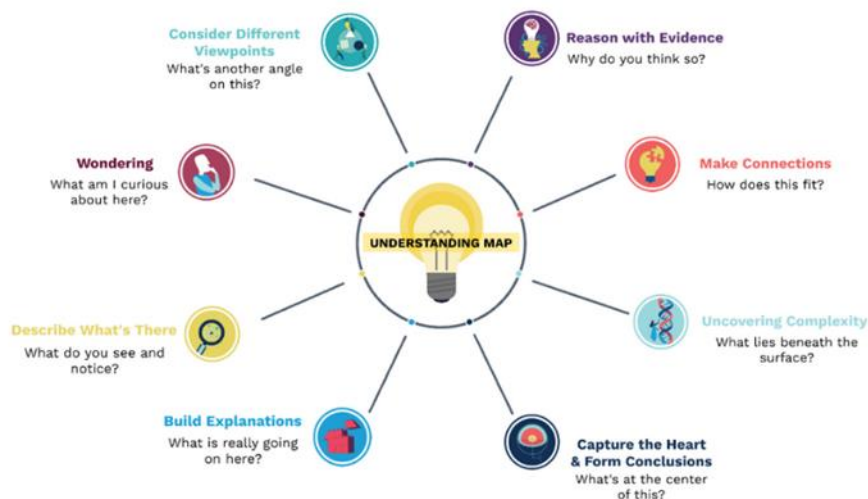 Consider Different
Viewpoints
What's another angle
on this?
Reason with Evidence
Why do you think so?
Wondering
What am I curious
about here?
Make Connections
How does this fit?
UNDERSTANDING MAP
Describe What's There
What do you see and
notice?
Uncovering Complexity
What lies beneath the
surface?
Build Explanations
What is really going
on here?
Capture the Heart
& Form Conclusions
What's at the center
of this?